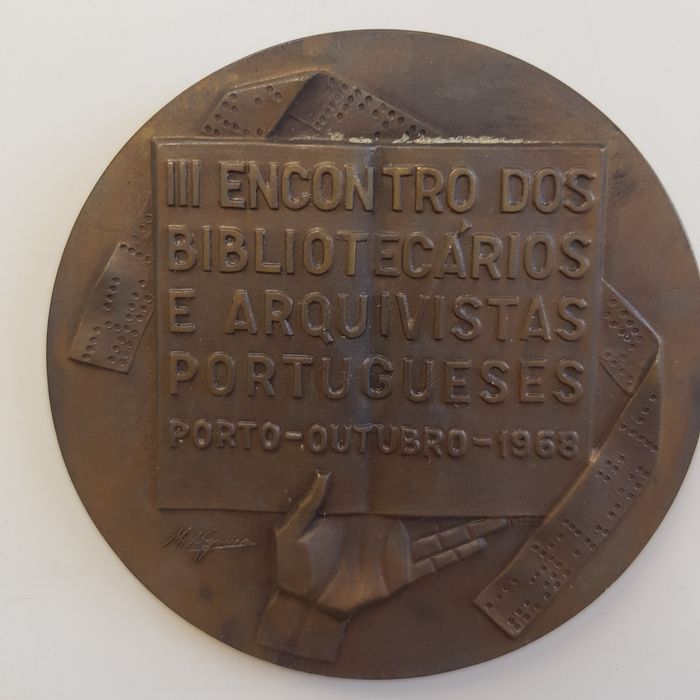 III ENCONTRO DOS
BIBLIOTECÁRIOS
E ARQUIVISTAS
PORTUGUESES
PORTO-OUTUBRO-1968